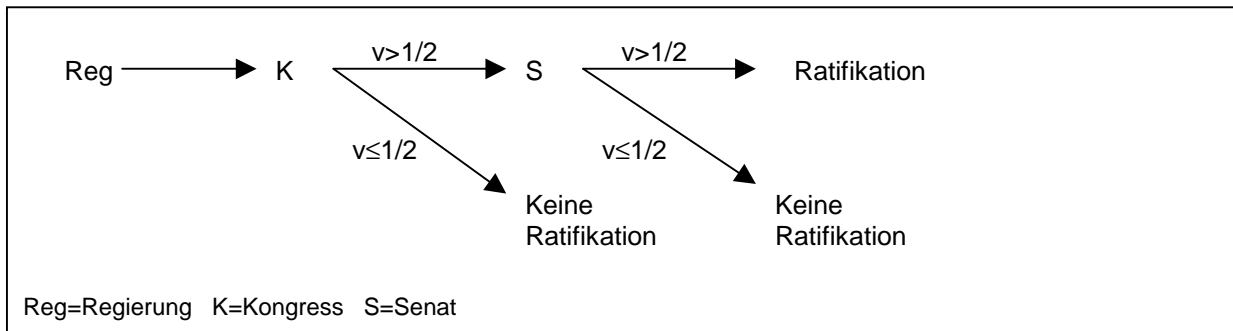 v>1/2 v>1/2
Reg K S Ratifikation
v≤1/2 v≤1/2
Keine Keine
Ratifikation Ratifikation
Reg=Regierung K=Kongress S=Senat